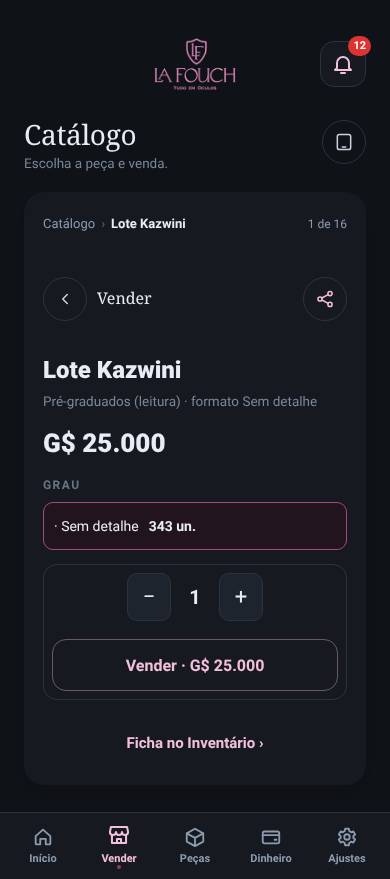 LF
LA FOUCH
TUDO EM ÓCULOS
12
Catálogo
Escolha a peça e venda.
Catálogo › Lote Kazwini
1 de 16
Vender
Lote Kazwini
Pré-graduados (leitura) · formato Sem detalhe
G$ 25.000
GRAU
· Sem detalhe 343 un.
− 1 +
Vender · G$ 25.000
Ficha no Inventário ›
Início
Vender
Peças
Dinheiro
Ajustes